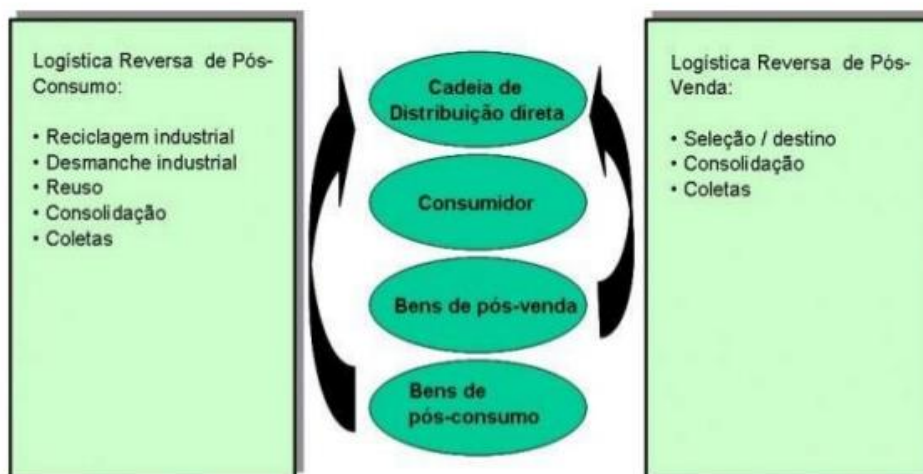 Logística Reversa de Pós-
Consumo:
• Reciclagem industrial
• Desmanche industrial
• Reuso
• Consolidação
• Coletas
Cadeia de
Distribuição direta
Consumidor
Bens de pós-venda
Bens de
pós-consumo
Logística Reversa de Pós-
Venda:
• Seleção / destino
• Consolidação
• Coletas